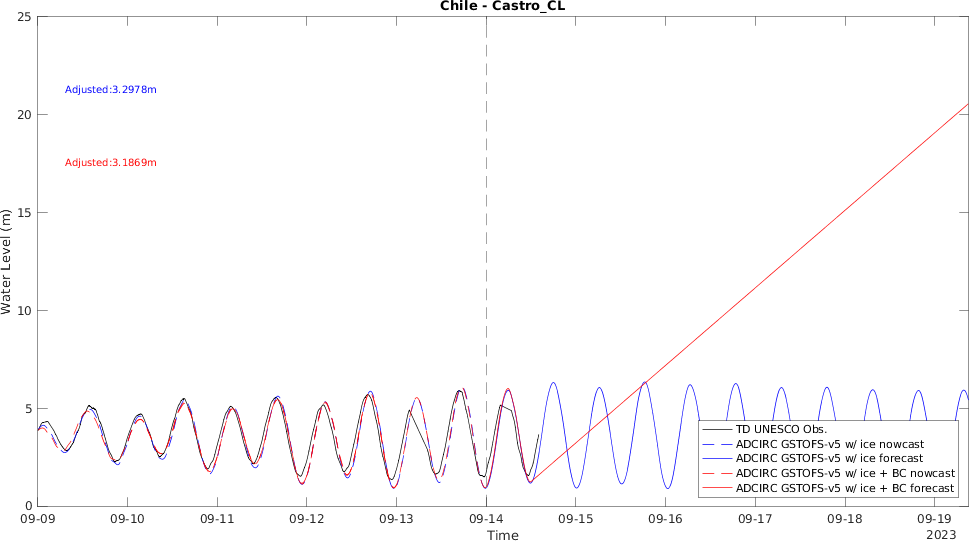 Chile - Castro_CL
25
20
15
10
5
0
Water Level (m)
Adjusted:3.2978m
Adjusted:3.1869m
TD UNESCO Obs.
ADCIRC GSTOFS-v5 w/ ice nowcast
ADCIRC GSTOFS-v5 w/ ice forecast
ADCIRC GSTOFS-v5 w/ ice + BC nowcast
ADCIRC GSTOFS-v5 w/ ice + BC forecast
09-09 09-10 09-11 09-12 09-13 09-14 09-15 09-16 09-17 09-18 09-19
Time
2023